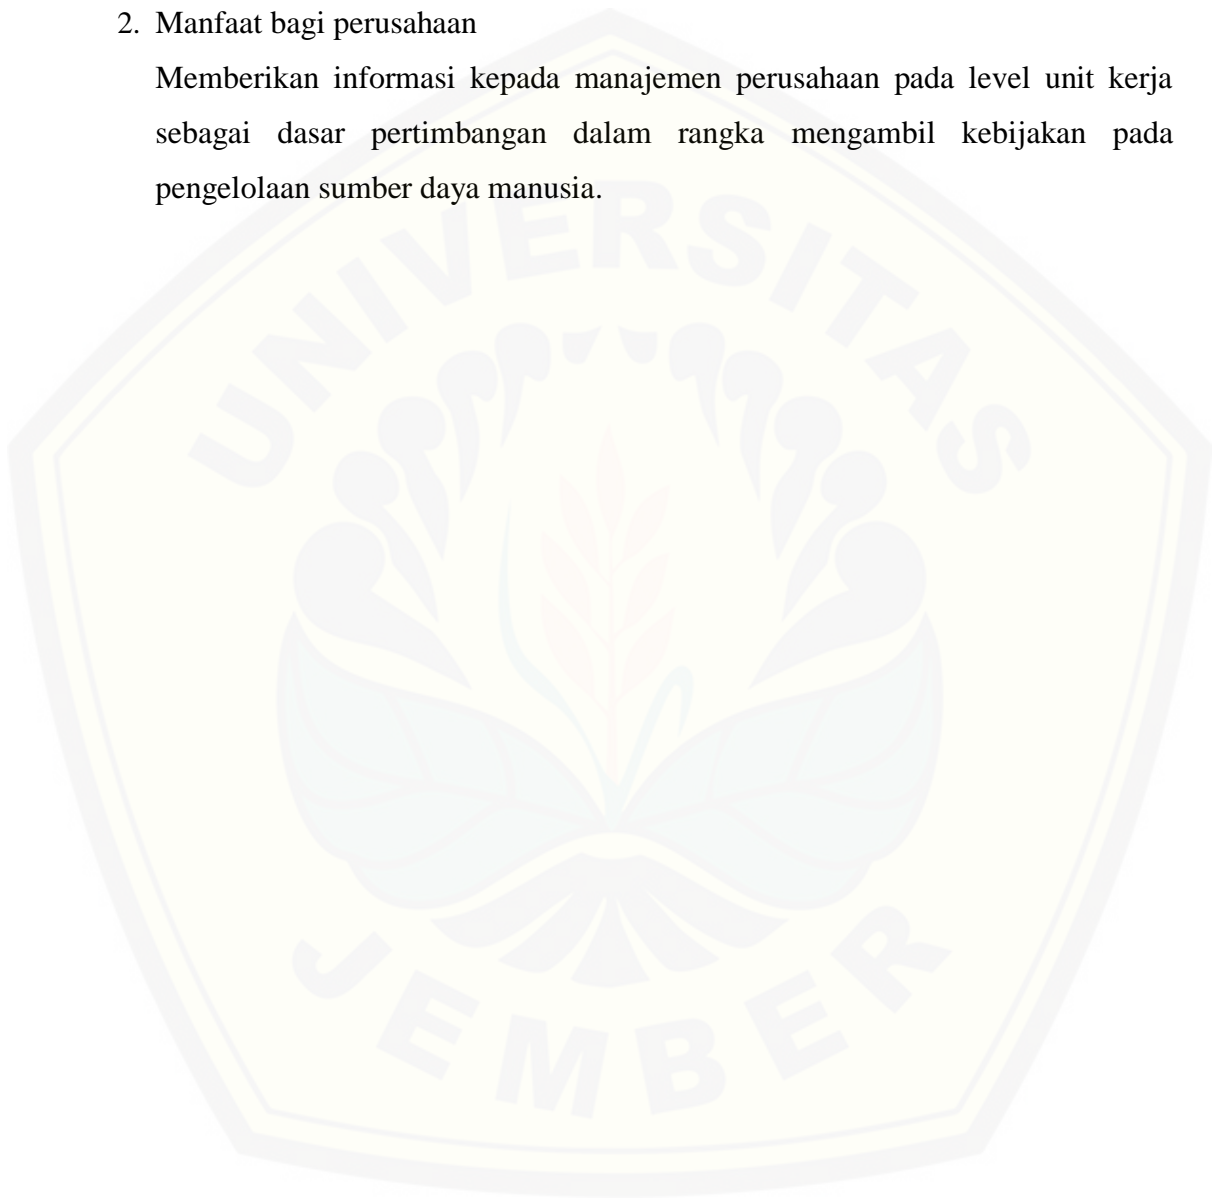 2. Manfaat bagi perusahaan
Memberikan informasi kepada manajemen perusahaan pada level unit kerja
sebagai dasar pertimbangan dalam rangka mengambil kebijakan pada
pengelolaan sumber daya manusia.
UNIVERSITAS
JEMBER